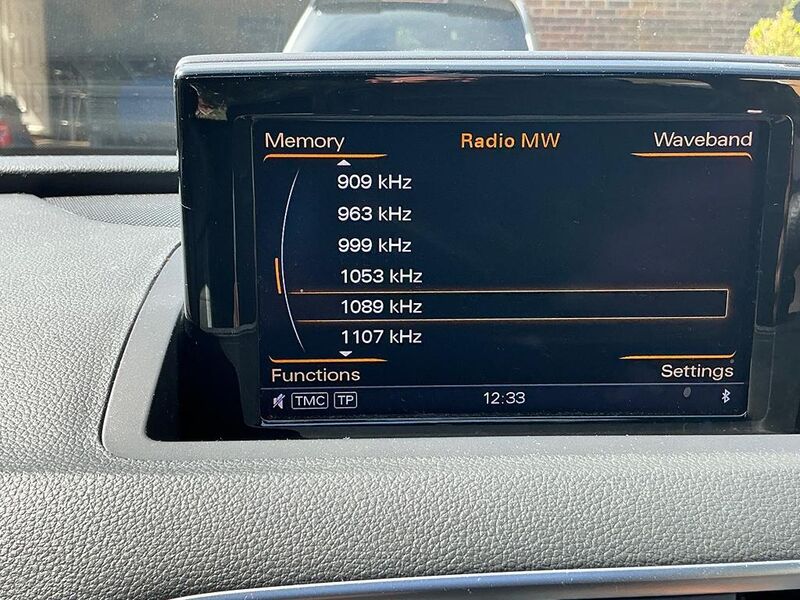 Memory Radio MW Waveband
909 kHz
963 kHz
999 kHz
1053 kHz
1089 kHz
1107 kHz
Functions Settings
TMC TP 12:33